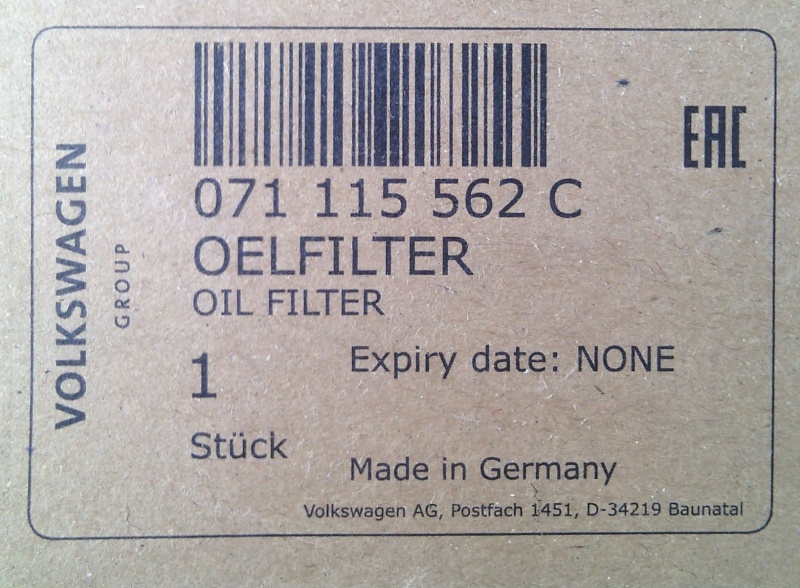 VOLKSWAGEN
GROUP
EAC
071 115 562 C
OELFILTER
OIL FILTER
1
Expiry date: NONE
Stück
Made in Germany
Volkswagen AG, Postfach 1451, D-34219 Baunatal